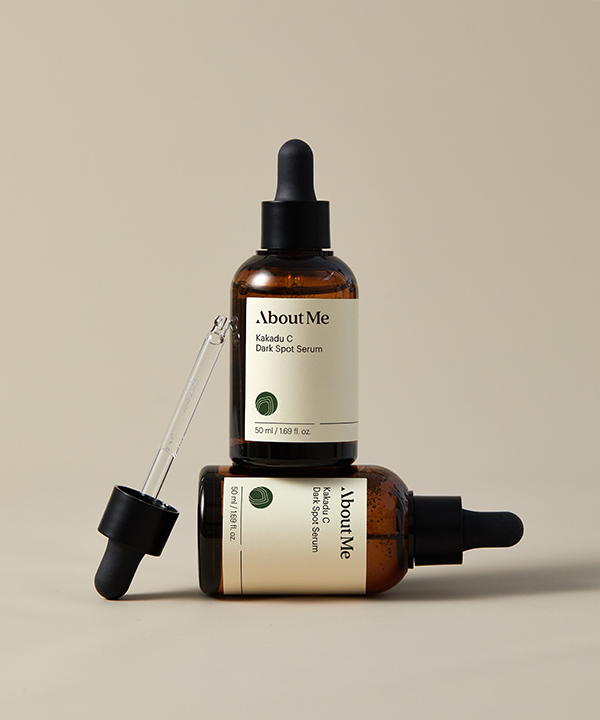 About Me
Kakadu C
Dark Spot Serum
50 ml / 1.69 fl. oz.
About Me
Kakadu C
Dark Spot Serum
50 ml / 1.69 fl. oz.